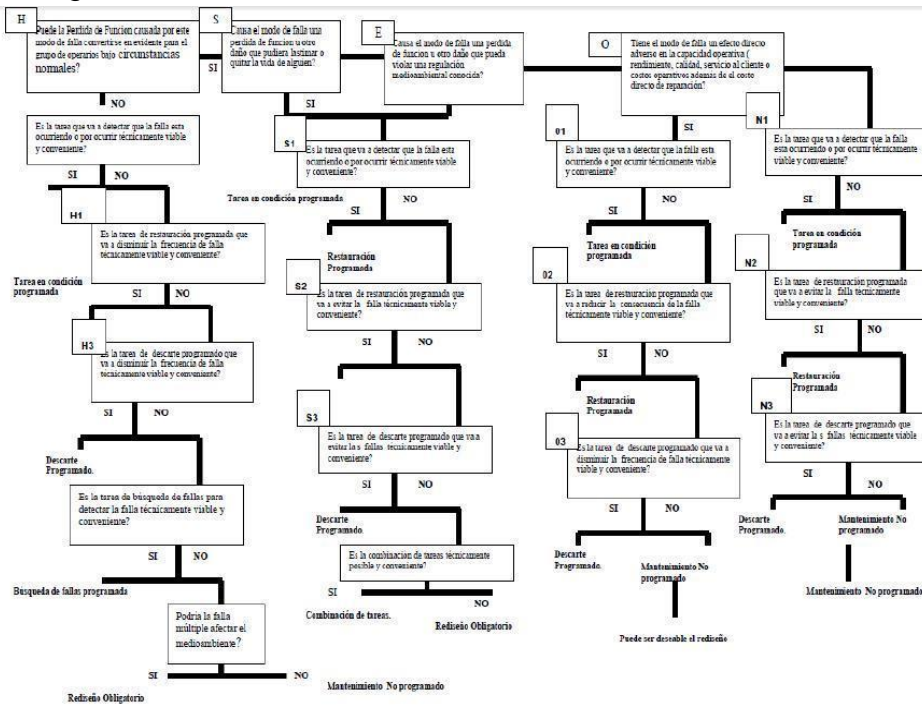 H
Puede la Perdida de Funcion causada por este
modo de falla convertirse en evidente para el
grupo de operarios bajo circunstancias
normales?
SI
NO
S
Causa el modo de falla una
perdida de funcion u otro
daño que pudiera lastimar o
quitar la vida de alguien?
SI
E
Causa el modo de falla una perdida
de funcion u otro daño que pueda
violar una regulación
medioambiental conocida?
O
Tiene el modo de falla un efecto directo
adverso en la capacidad operativa (
rendimiento, calidad, servicio al cliente o
costos operativos además de el costo
directo de reparación?
SI
Es la tarea que va a detectar que la falla esta
ocurriendo o por ocurrir técnicamente viable
y conveniente?
SI NO
H1
Es la tarea de restauración programada que
va a disminuir la frecuencia de falla
técnicamente viable y conveniente?
Tarea en condición
programada
SI NO
H3
Es la tarea de descarte programado que
va a disminuir la frecuencia de falla
técnicamente viable y conveniente?
SI NO
Descarte
Programado.
Es la tarea de búsqueda de fallas para
detectar la falla técnicamente viable y
conveniente?
SI NO
Búsqueda de fallas programada
Podría la falla
múltiple afectar el
medioambiente?
SI NO
Rediseño Obligatorio
Mantenimiento No programado
S1
Es la tarea que va a detectar que la falla esta
ocurriendo o por ocurrir técnicamente viable
y conveniente?
Tarea en condición programada
SI NO
Restauración
Programada
S2
Es la tarea de restauración programada que
va a evitar la falla técnicamente viable y
conveniente?
SI NO
S3
Es la tarea de descarte programado que va a
evitar la s fallas técnicamente viable y
conveniente?
SI NO
Descarte
Programado.
Es la combinación de tareas técnicamente
posible y conveniente?
SI NO
Combinación de tareas.
Rediseño Obligatorio
01
Es la tarea que va a detectar que la falla esta
ocurriendo o por ocurrir técnicamente viable
y conveniente?
SI NO
Tarea en condición
programada
02
Es la tarea de restauración programada que
va a reducir la consecuencia de la falla
técnicamente viable y conveniente?
SI NO
Restauración
Programada
03
Es la tarea de descarte programado que va a
disminuir la frecuencia de falla técnicamente
viable y conveniente?
SI NO
Descarte
Programado.
Mantenimiento No
programado
Puede ser deseable el rediseño
N1
Es la tarea que va a detectar que la falla
esta ocurriendo o por ocurrir técnicamente
viable y conveniente?
SI NO
Tarea en condición
programada
N2
Es la tarea de restauración programada
que va a evitar la falla técnicamente
viable y conveniente?
SI NO
Restauración
Programada
N3
Es la tarea de descarte programado que
va a evitar la s fallas técnicamente viable
y conveniente?
SI NO
Descarte
Programado.
Mantenimiento No
programado
Mantenimiento No programado